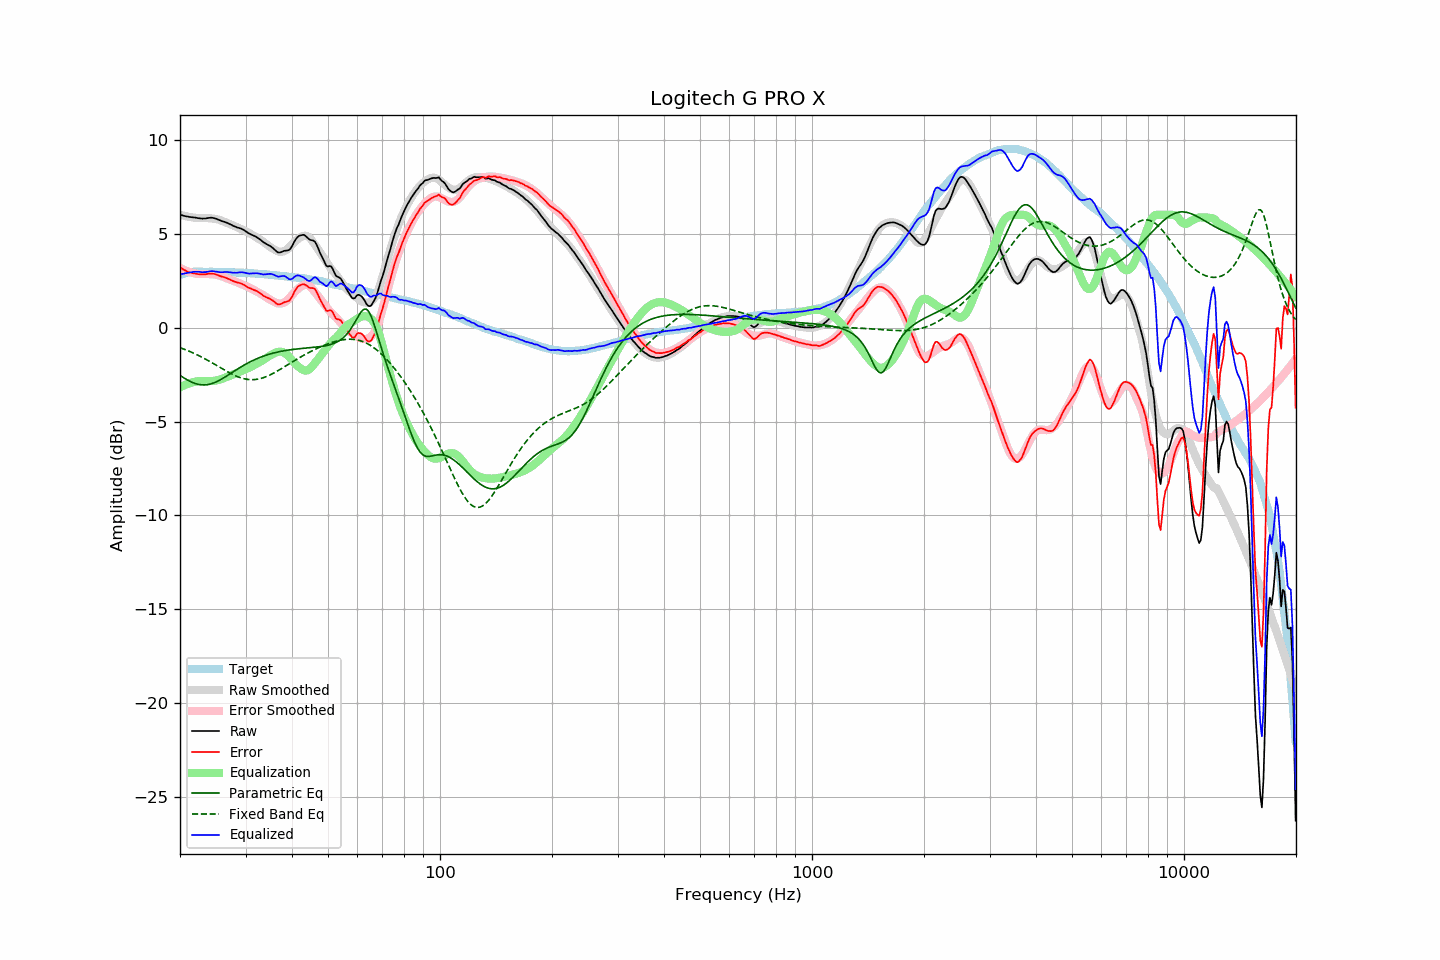 Logitech G PRO X
Amplitude (dBr)
10
5
0
−5
−10
−15
−20
−25
Target
Raw Smoothed
Error Smoothed
Raw
Error
Equalization
Parametric Eq
Fixed Band Eq
Equalized
100
1000
10000
Frequency (Hz)